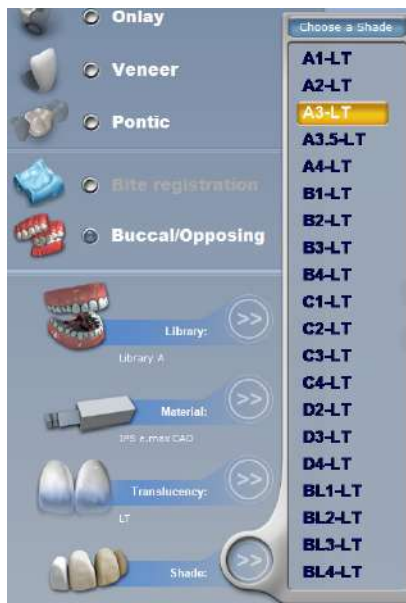 Onlay
Veneer
Pontic
Bite registration
Buccal/Opposing
Library:
Library A
Material:
IPS e.max CAD
Translucency:
LT
Shade:
>>
>>
>>
>>
Choose a Shade
A1-LT
A2-LT
A3-LT
A3.5-LT
A4-LT
B1-LT
B2-LT
B3-LT
B4-LT
C1-LT
C2-LT
C3-LT
C4-LT
D2-LT
D3-LT
D4-LT
BL1-LT
BL2-LT
BL3-LT
BL4-LT